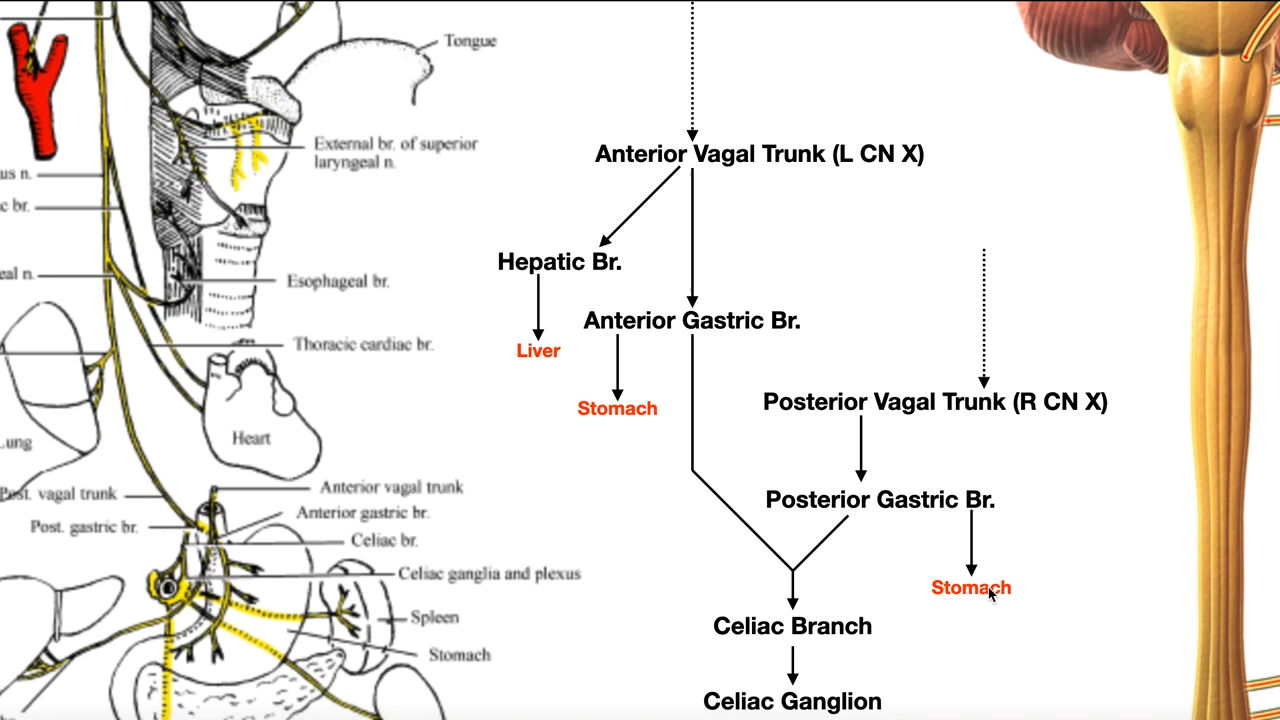 Tongue
External br. of superior
laryngeal n.
us n.
c br.
eal n.
Esophageal br.
Thoracic cardiac br.
Heart
Lung
Post. vagal trunk
Anterior vagal trunk
Anterior gastric br.
Post. gastric br.
Celiac br.
Celiac ganglia and plexus
Spleen
Stomach
Anterior Vagal Trunk (L CN X)
Hepatic Br.
Anterior Gastric Br.
Liver
Stomach
Posterior Vagal Trunk (R CN X)
Posterior Gastric Br.
Stomach
Celiac Branch
Celiac Ganglion